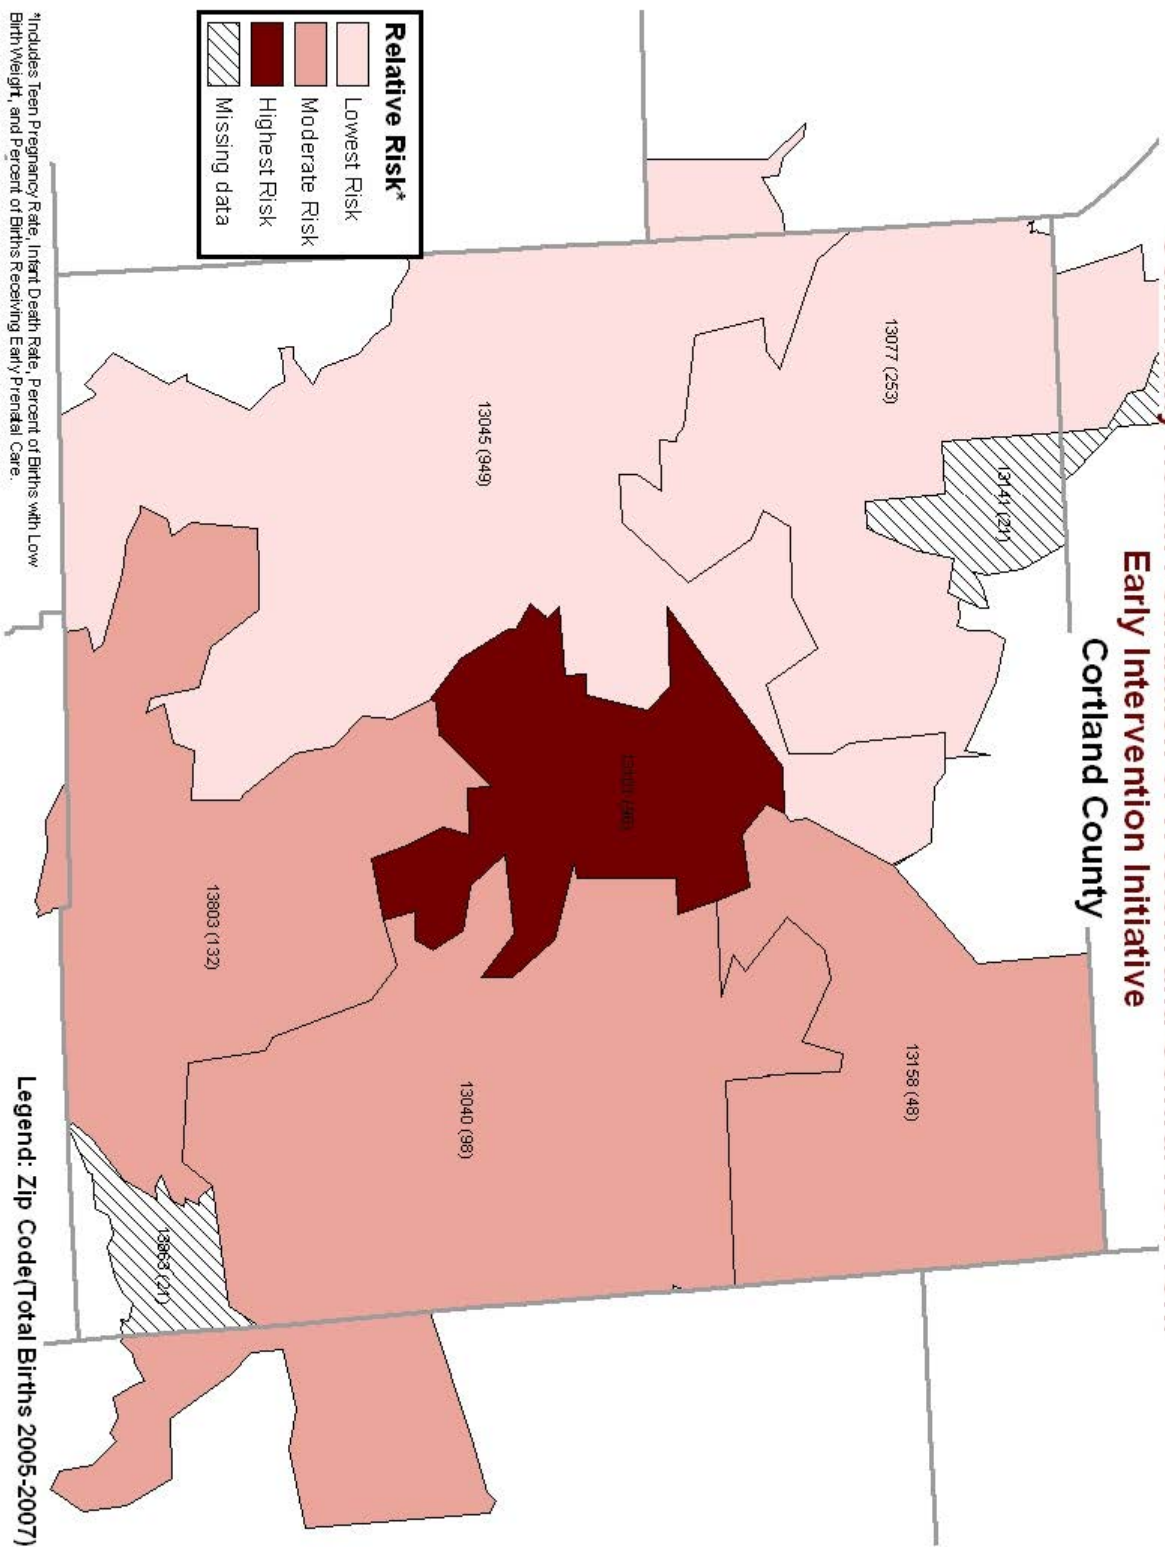 Early Intervention Initiative
Cortland County
13141 (21)
13077 (253)
13158 (48)
13045 (949)
13040 (98)
13803 (132)
13863 (21)
Relative Risk*
Lowest Risk
Moderate Risk
Highest Risk
Missing data
*Includes Teen Pregnancy Rate, Infant Death Rate, Percent of Births with Low
Birth Weight, and Percent of Births Receiving Early Prenatal Care.
Legend: Zip Code(Total Births 2005-2007)